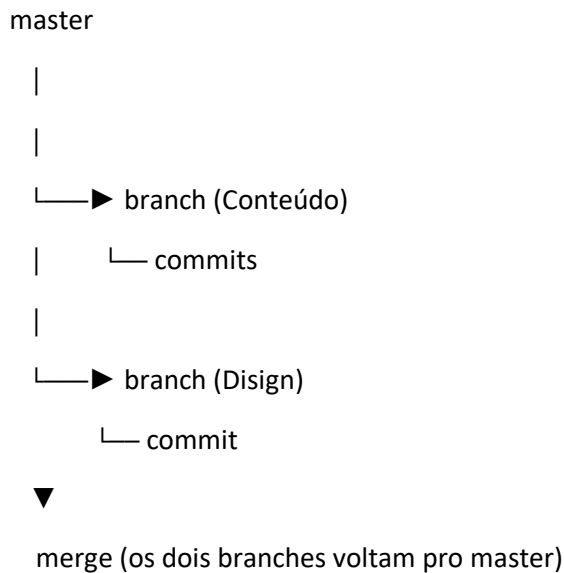 master
branch (Conteúdo)
commits
branch (Disign)
commit
merge (os dois branches voltam pro master)